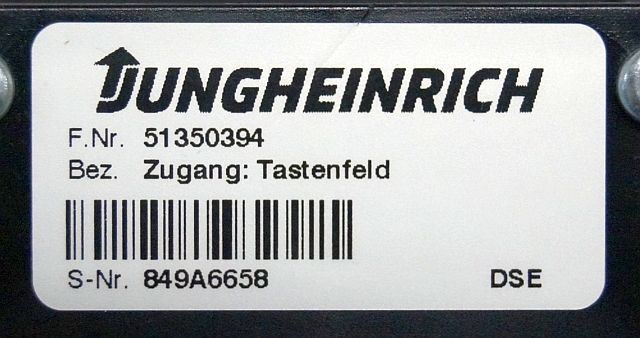 JUNGHEINRICH
F.Nr. 51350394
Bez. Zugang: Tastenfeld
S-Nr. 849A6658 DSE